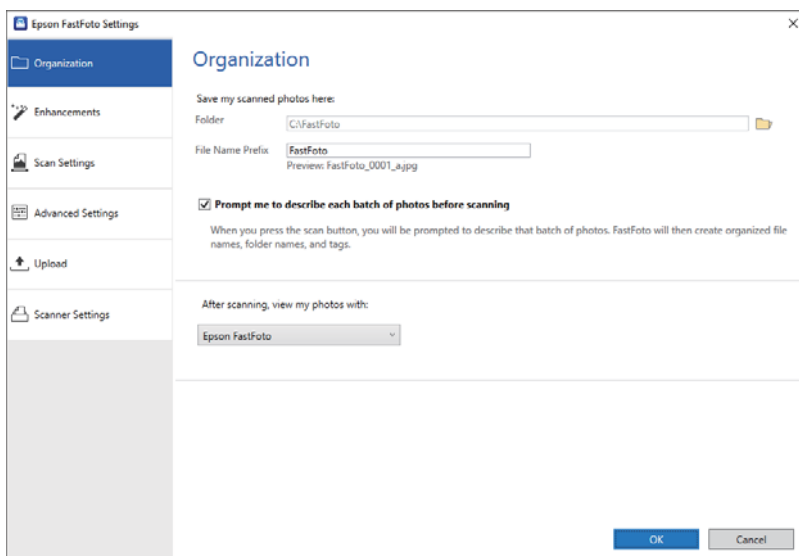 Epson FastFoto Settings
Organization
Enhancements
Scan Settings
Advanced Settings
Upload
Scanner Settings
Organization
Save my scanned photos here:
Folder C:\FastFoto
File Name Prefix FastFoto
Preview: FastFoto_0001_a.jpg
Prompt me to describe each batch of photos before scanning
When you press the scan button, you will be prompted to describe that batch of photos. FastFoto will then create organized file
names, folder names, and tags.
After scanning, view my photos with:
Epson FastFoto
OK Cancel